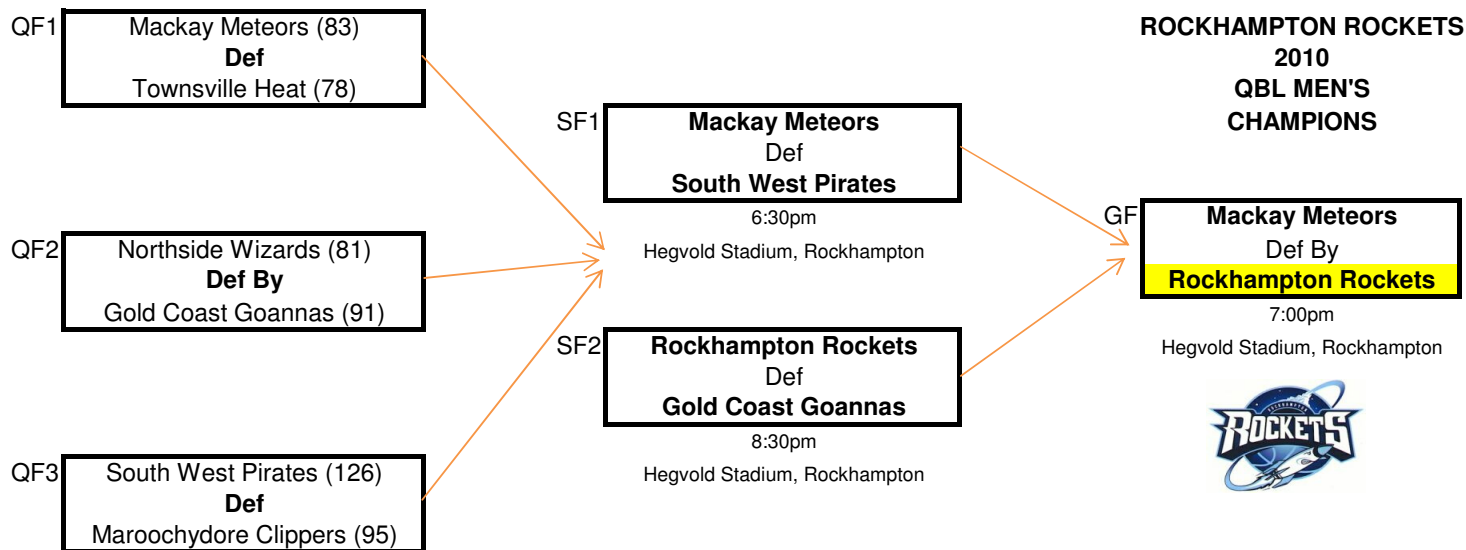 QF1
Mackay Meteors (83)
Def
Townsville Heat (78)
QF2
Northside Wizards (81)
Def By
Gold Coast Goannas (91)
QF3
South West Pirates (126)
Def
Maroochydore Clippers (95)
SF1
Mackay Meteors
Def
South West Pirates
6:30pm
Hegvold Stadium, Rockhampton
SF2
Rockhampton Rockets
Def
Gold Coast Goannas
8:30pm
Hegvold Stadium, Rockhampton
ROCKHAMPTON ROCKETS
2010
QBL MEN'S
CHAMPIONS
GF
Mackay Meteors
Def By
Rockhampton Rockets
7:00pm
Hegvold Stadium, Rockhampton
ROCKHAMPTON
ROCKETS